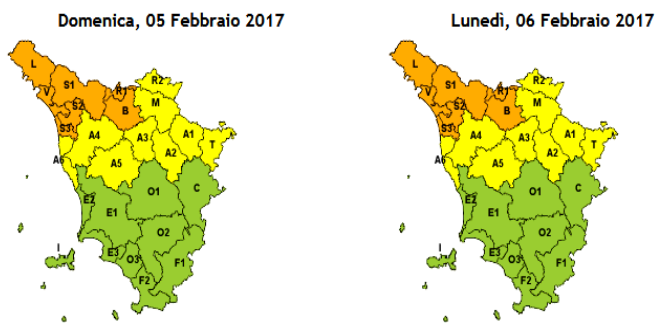 Domenica, 05 Febbraio 2017
L
S1
V
S2
R1
R2
B
M
S3
A4
A3
A1
T
A6
A5
A2
E2
E1
O1
C
O2
I
E3
O3
F1
F2
Lunedì, 06 Febbraio 2017
L
S1
V
S2
R1
R2
B
M
S3
A4
A3
A1
T
A6
A5
A2
E2
E1
O1
C
O2
I
E3
O3
F1
F2